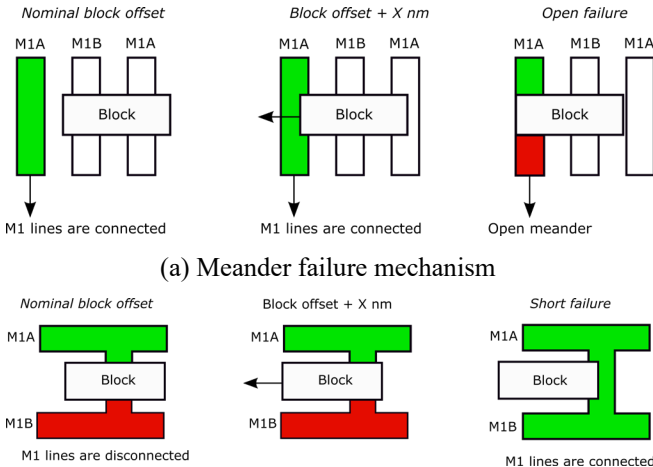 Nominal block offset
Block offset + X nm
Open failure
M1A M1B M1A
M1A M1B M1A
M1A M1B M1A
Block
Block
Block
M1 lines are connected
M1 lines are connected
Open meander
(a) Meander failure mechanism
Nominal block offset
Block offset + X nm
Short failure
M1A
M1A
M1A
Block
Block
Block
M1B
M1B
M1B
M1 lines are disconnected
M1 lines are connected